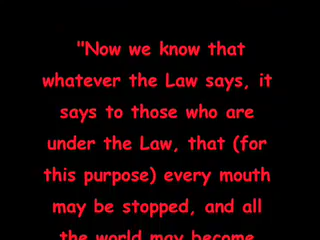 "Now we know that
whatever the Law says, it
says to those who are
under the Law, that (for
this purpose) every mouth
may be stopped, and all
the world may become